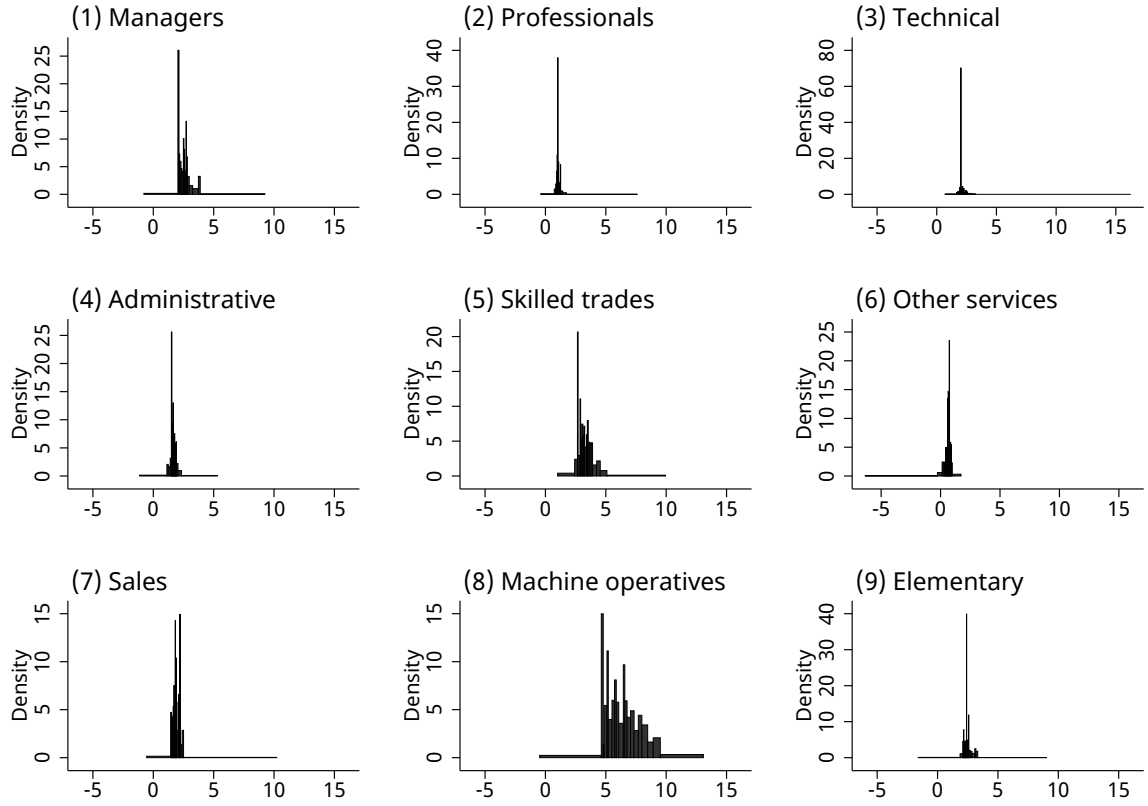 (1) Managers
Density
0 5 10 15 20 25
-5 0 5 10 15
(2) Professionals
Density
0 10 20 30 40
-5 0 5 10 15
(3) Technical
Density
0 20 40 60 80
-5 0 5 10 15
(4) Administrative
Density
0 5 10 15 20 25
-5 0 5 10 15
(5) Skilled trades
Density
0 5 10 15 20
-5 0 5 10 15
(6) Other services
Density
0 5 10 15 20 25
-5 0 5 10 15
(7) Sales
Density
0 5 10 15
-5 0 5 10 15
(8) Machine operatives
Density
0 5 10 15
-5 0 5 10 15
(9) Elementary
Density
0 10 20 30 40
-5 0 5 10 15